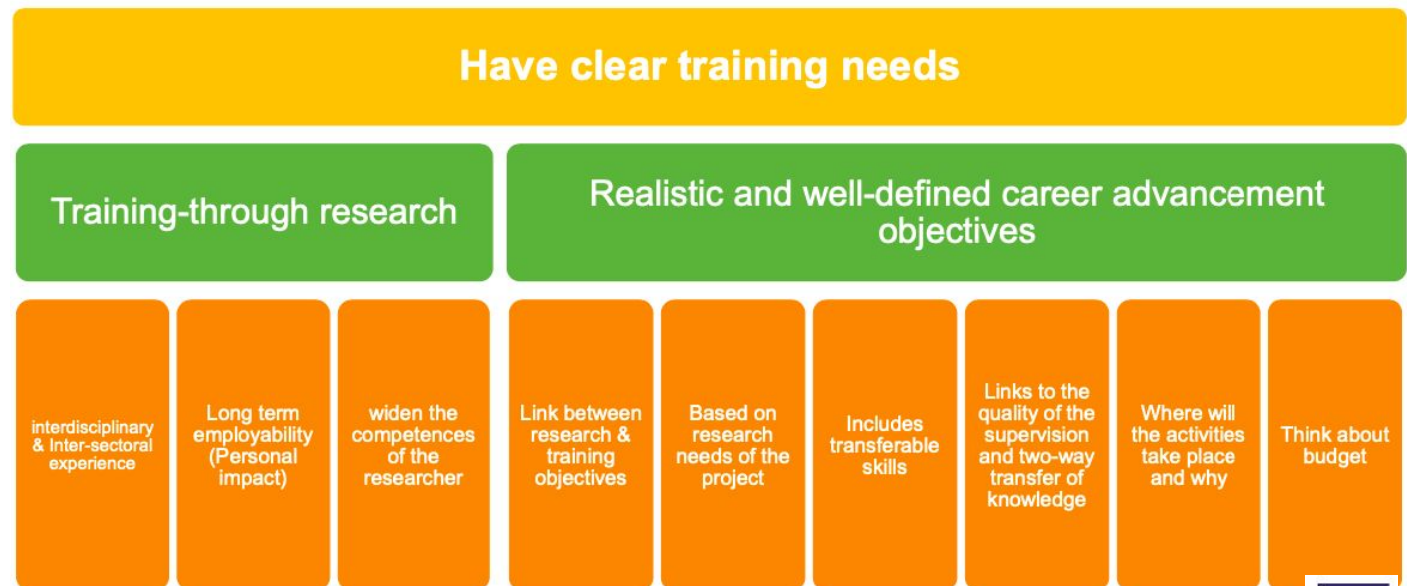 Have clear training needs
Training-through research
Realistic and well-defined career advancement
objectives
interdisciplinary
& Inter-sectoral
experience
Long term
employability
(Personal
impact)
widen the
competences
of the
researcher
Link between
research &
training
objectives
Based on
research
needs of the
project
Includes
transferable
skills
Links to the
quality of the
supervision
and two-way
transfer of
knowledge
Where will
the activities
take place
and why
Think about
budget